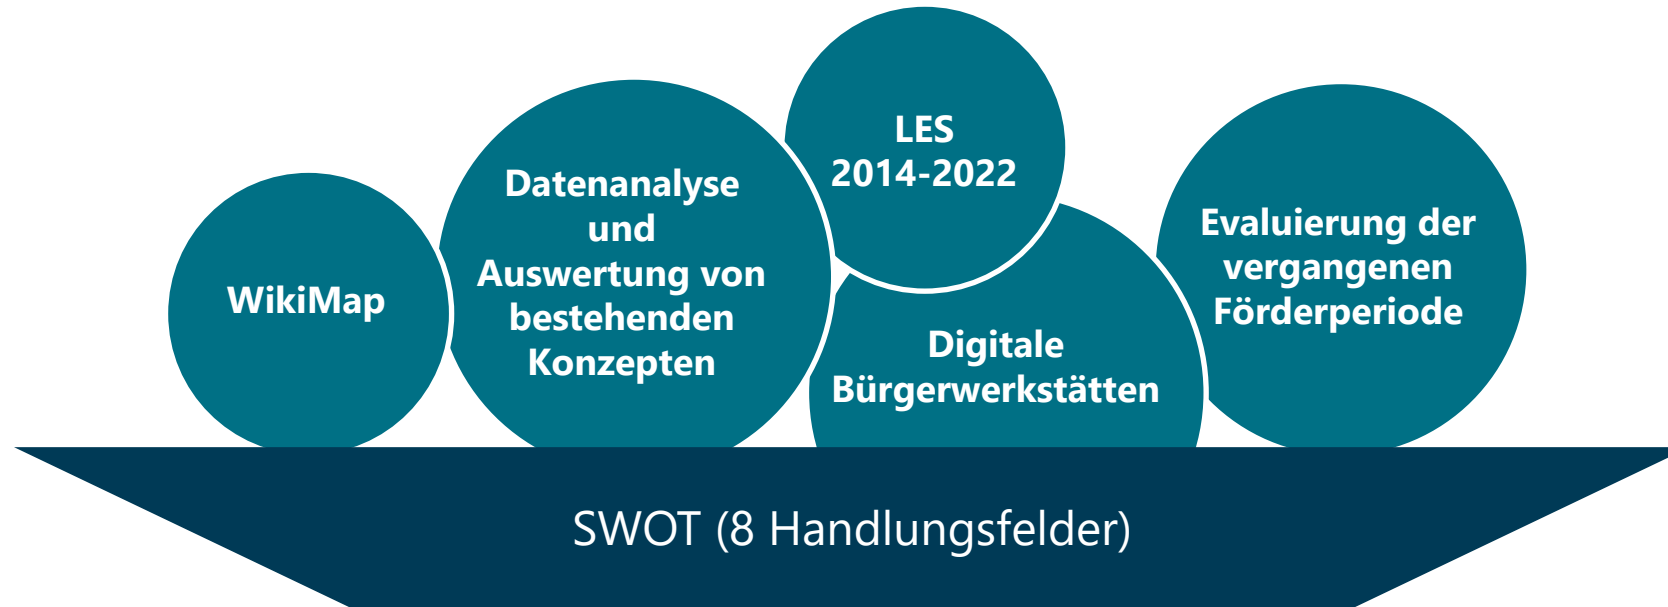 WikiMap
Datenanalyse
und
Auswertung von
bestehenden
Konzepten
LES
2014-2022
Digitale
Bürgerwerkstätten
Evaluierung der
vergangenen
Förderperiode
SWOT (8 Handlungsfelder)